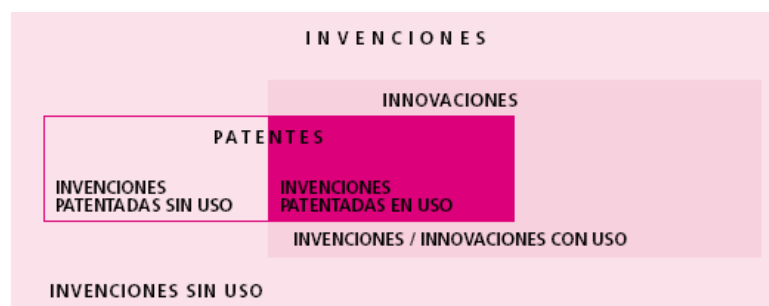 INVENCIONES
INNOVACIONES
PATENTES
INVENCIONES
PATENTADAS SIN USO
INVENCIONES
PATENTADAS EN USO
INVENCIONES / INNOVACIONES CON USO
INVENCIONES SIN USO